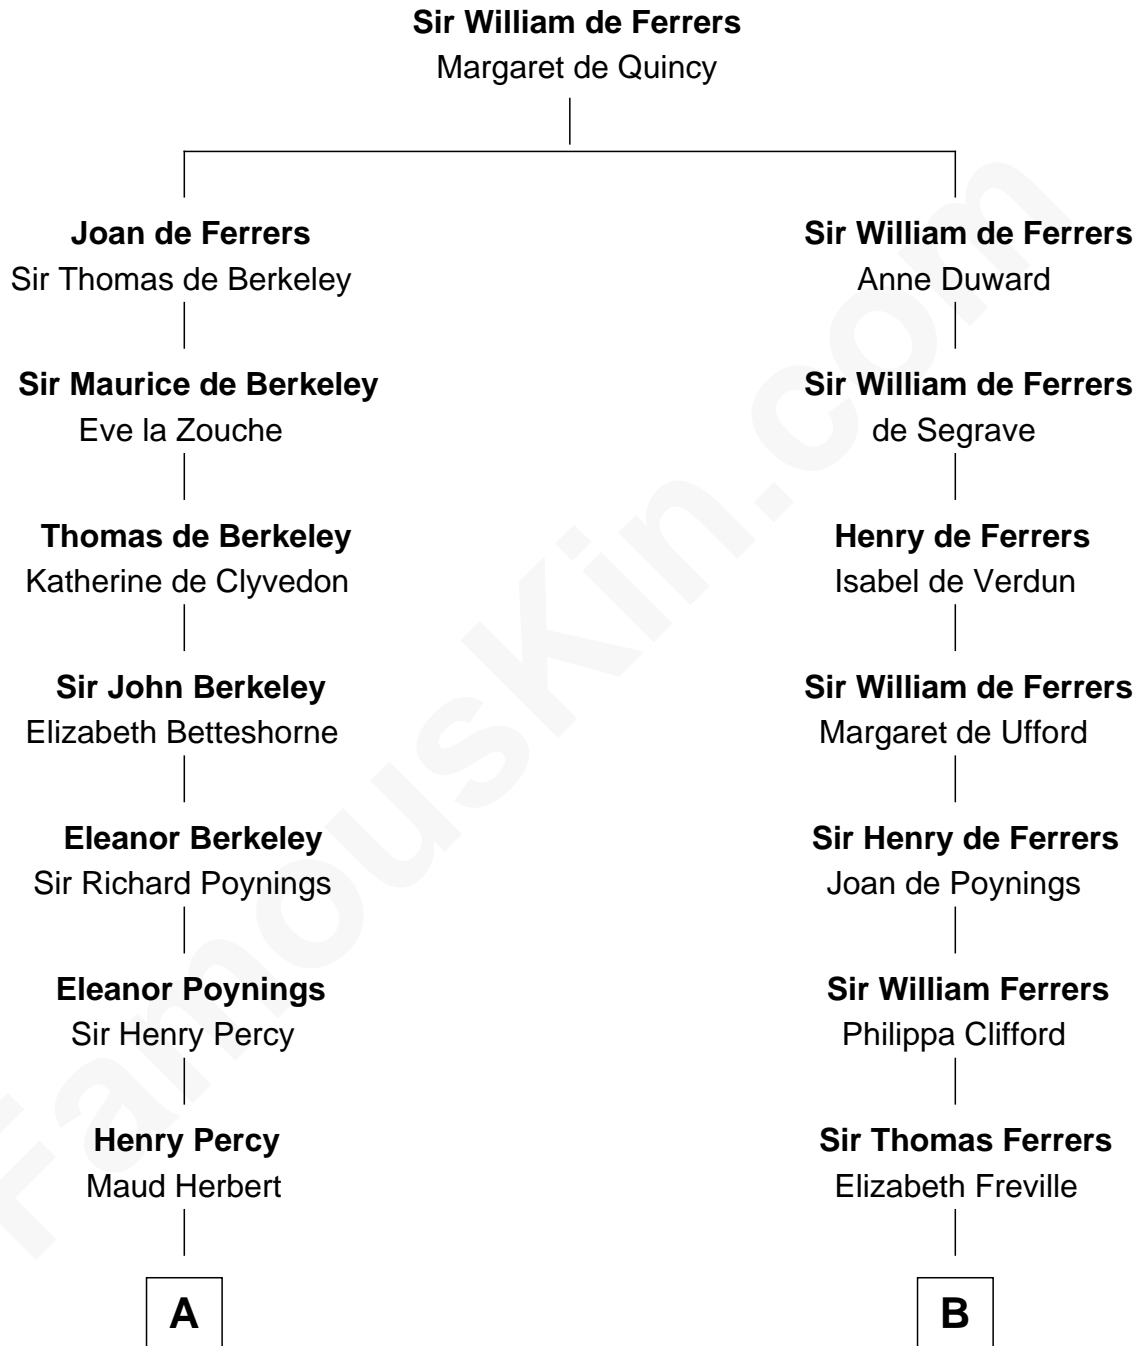 Sir William de Ferrers
Margaret de Quincy
Joan de Ferrers
Sir Thomas de Berkeley
Sir William de Ferrers
Anne Duward
Sir Maurice de Berkeley
Eve la Zouche
Sir William de Ferrers
de Segrave
Thomas de Berkeley
Katherine de Clyvedon
Henry de Ferrers
Isabel de Verdun
Sir John Berkeley
Elizabeth Betteshorne
Sir William de Ferrers
Margaret de Ufford
Eleanor Berkeley
Sir Richard Poynings
Sir Henry de Ferrers
Joan de Poynings
Eleanor Poynings
Sir Henry Percy
Sir William Ferrers
Philippa Clifford
Henry Percy
Maud Herbert
Sir Thomas Ferrers
Elizabeth Freville
A
B
FamousKin.com